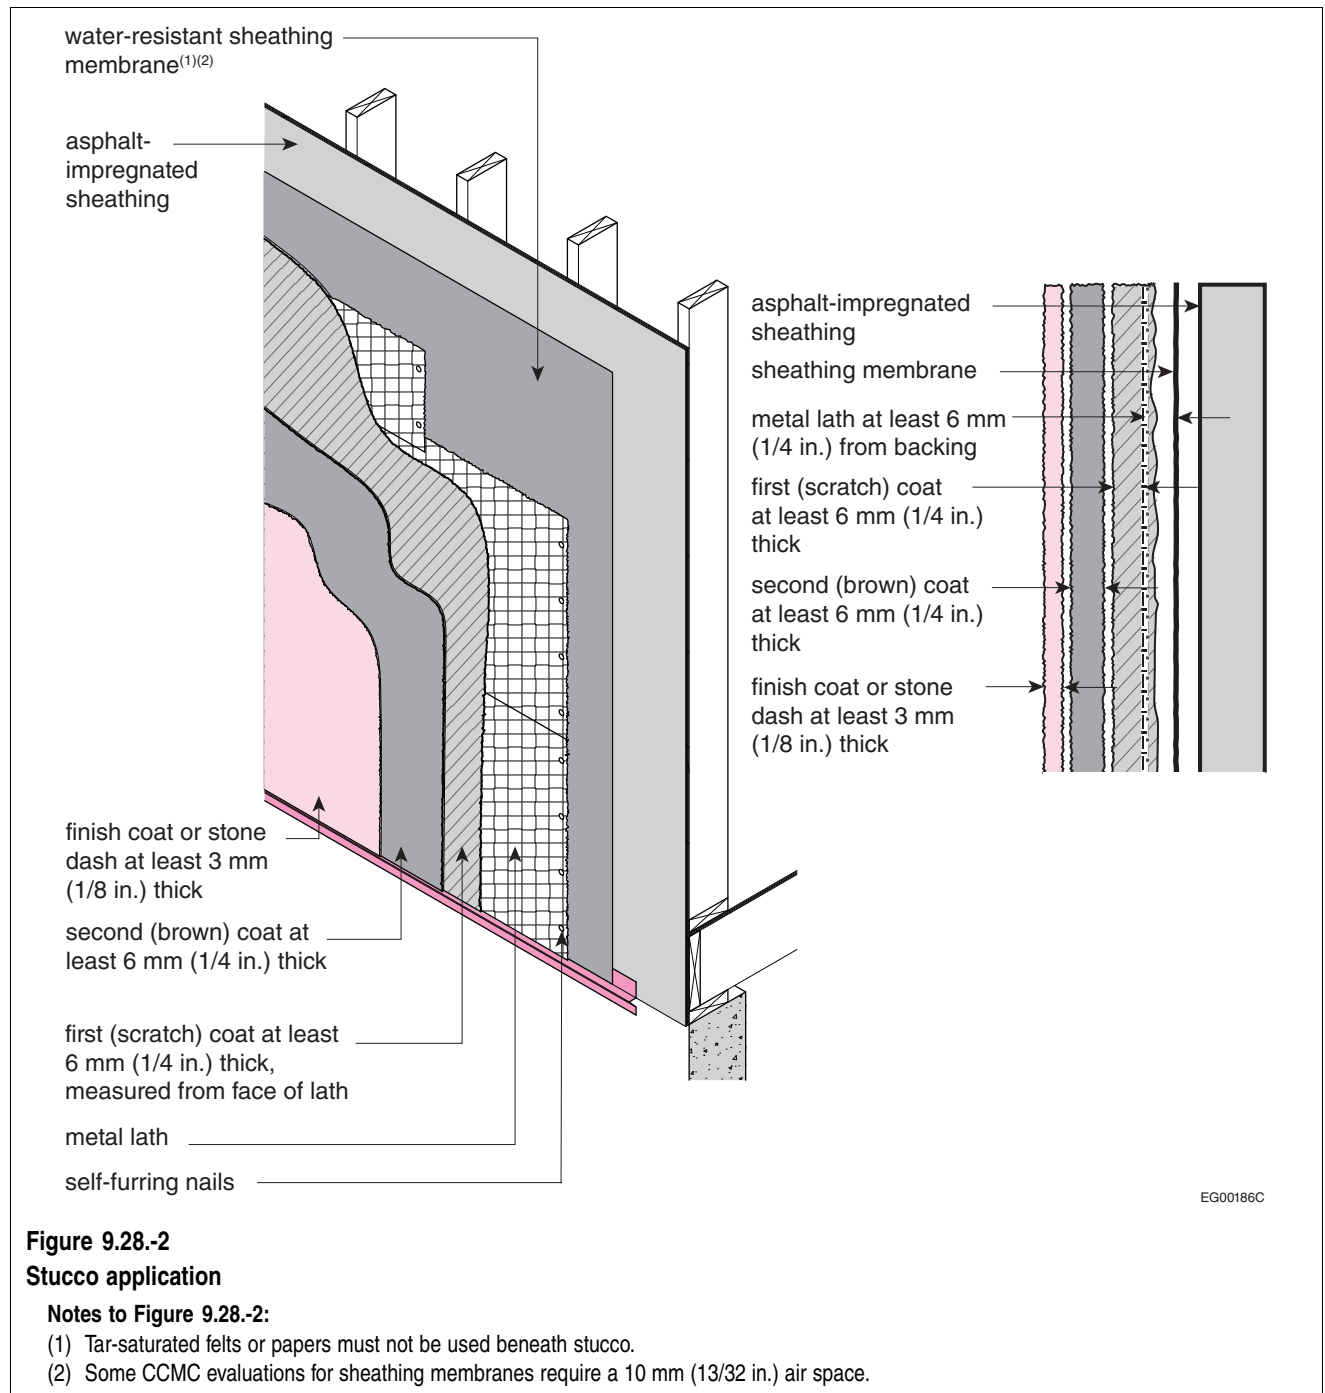 water-resistant sheathing
membrane(1)(2)
asphalt-
impregnated
sheathing
asphalt-impregnated
sheathing
sheathing membrane
metal lath at least 6 mm
(1/4 in.) from backing
first (scratch) coat
at least 6 mm (1/4 in.)
thick
second (brown) coat
at least 6 mm (1/4 in.)
thick
finish coat or stone
dash at least 3 mm
(1/8 in.) thick
finish coat or stone
dash at least 3 mm
(1/8 in.) thick
second (brown) coat at
least 6 mm (1/4 in.) thick
first (scratch) coat at least
6 mm (1/4 in.) thick,
measured from face of lath
metal lath
self-furring nails
EG00186C
Figure 9.28.-2
Stucco application
Notes to Figure 9.28.-2:
(1) Tar-saturated felts or papers must not be used beneath stucco.
(2) Some CCMC evaluations for sheathing membranes require a 10 mm (13/32 in.) air space.